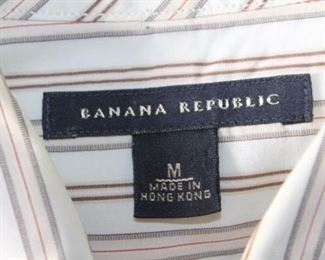 BANANA REPUBLIC
M
MADE IN
HONG KONG